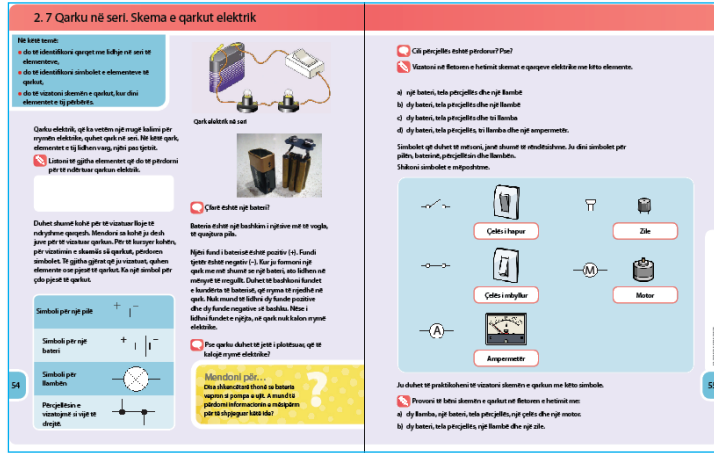 2. 7 Qarku në seri. Skema e qarkut elektrik
Në këtë temë:
• do të identifikoni qarqet me lidhje në seri të
elementeve,
• do të identifikoni simbolet e elementeve të
qarkut,
• do të vizatoni skemën e qarkut, kur dini
elementet e tij përbërës.
Qarku elektrik, që ka vetëm një rrugë kalimi për
rrymën elektrike, quhet qark në seri. Në këtë qark,
elementet e tij lidhen varg, njëri pas tjetrit.
Listoni të gjitha elementet që do të përdorni
për të ndërtuar qarkun elektrik.
Duhet shumë kohë për të vizatuar lloje të
ndryshme qarqesh. Mendoni sa kohë ju desh
juve për të vizatuar qarkun. Për të kursyer kohën,
për vizatimin e skemës së qarkut, përdoren
simbolet. Të gjitha gjërat që ju vizatuat, quhen
elemente ose pjesë të qarkut. Ka një simbol për
çdo pjesë të qarkut.
Simboli për një pilë
+ -
Simboli për një
bateri
+ -
Simboli për
llambën
Përcjellësin e
vizatojmë si vijë të
drejtë.
54
Qark elektrik në seri
Çfarë është një bateri?
Bateria është një bashkim i njësive më të vogla,
të quajtura pila.
Njëri fund i baterisë është pozitiv (+). Fundi
tjetër është negativ (–). Kur ju formoni një
qark me më shumë se një bateri, ato lidhen në
mënyrë të rregullt. Duhet të bashkoni fundet
e kundërta të baterisë, që rryma të rrjedhë në
qark. Nuk mund të lidhni dy funde pozitive
dhe dy funde negative së bashku. Nëse i
lidhni fundet e njëjta, në qark nuk kalon rrymë
elektrike.
Pse qarku duhet të jetë i plotësuar, që të
kalojë rrymë elektrike?
Mendoni për...
Disa shkencëtarë thonë se bateria
vepron si pompa e ujit. A mund të
përdorni informacionin e mësipërm
për të shpjeguar këtë ide?
?
Cili përcjellës është përdorur? Pse?
Vizatoni në fletoren e hetimit skemat e qarqeve elektrike me këto elemente.
a) një bateri, tela përcjellës dhe një llambë
b) dy bateri, tela përcjellës dhe një llambë
c) dy bateri, tela përcjellës dhe tri llamba
d) dy bateri, tela përcjellës, tri llamba dhe një ampermetër.
Simbolet që duhet të mësoni, janë shumë të rëndësishme. Ju dini simbolet për
pilën, baterinë, përcjellësin dhe llambën.
Shikoni simbolet e mëposhtme.
Çelës i hapur
Zile
Çelës i mbyllur
M
Motor
A
Ampermetër
Ju duhet të praktikoheni të vizatoni skemën e qarkun me këto simbole.
Provoni të bëni skemën e qarkut në fletoren e hetimit me:
a) dy llamba, një bateri, tela përcjellës, një çelës dhe një motor.
b) dy bateri, tela përcjellës, një llambë dhe një zile.